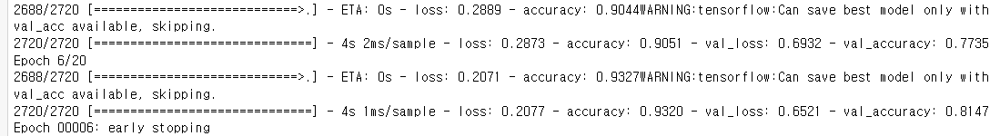 2688/2720 [============================>.] - ETA: 0s - loss: 0.2889 - accuracy: 0.9044WARNING:tensorflow:Can save best model only with
val_acc available, skipping.
2720/2720 [==============================] - 4s 2ms/sample - loss: 0.2873 - accuracy: 0.9051 - val_loss: 0.6932 - val_accuracy: 0.7735
Epoch 6/20
2688/2720 [============================>.] - ETA: 0s - loss: 0.2071 - accuracy: 0.9327WARNING:tensorflow:Can save best model only with
val_acc available, skipping.
2720/2720 [==============================] - 4s 1ms/sample - loss: 0.2077 - accuracy: 0.9320 - val_loss: 0.6521 - val_accuracy: 0.8147
Epoch 00006: early stopping